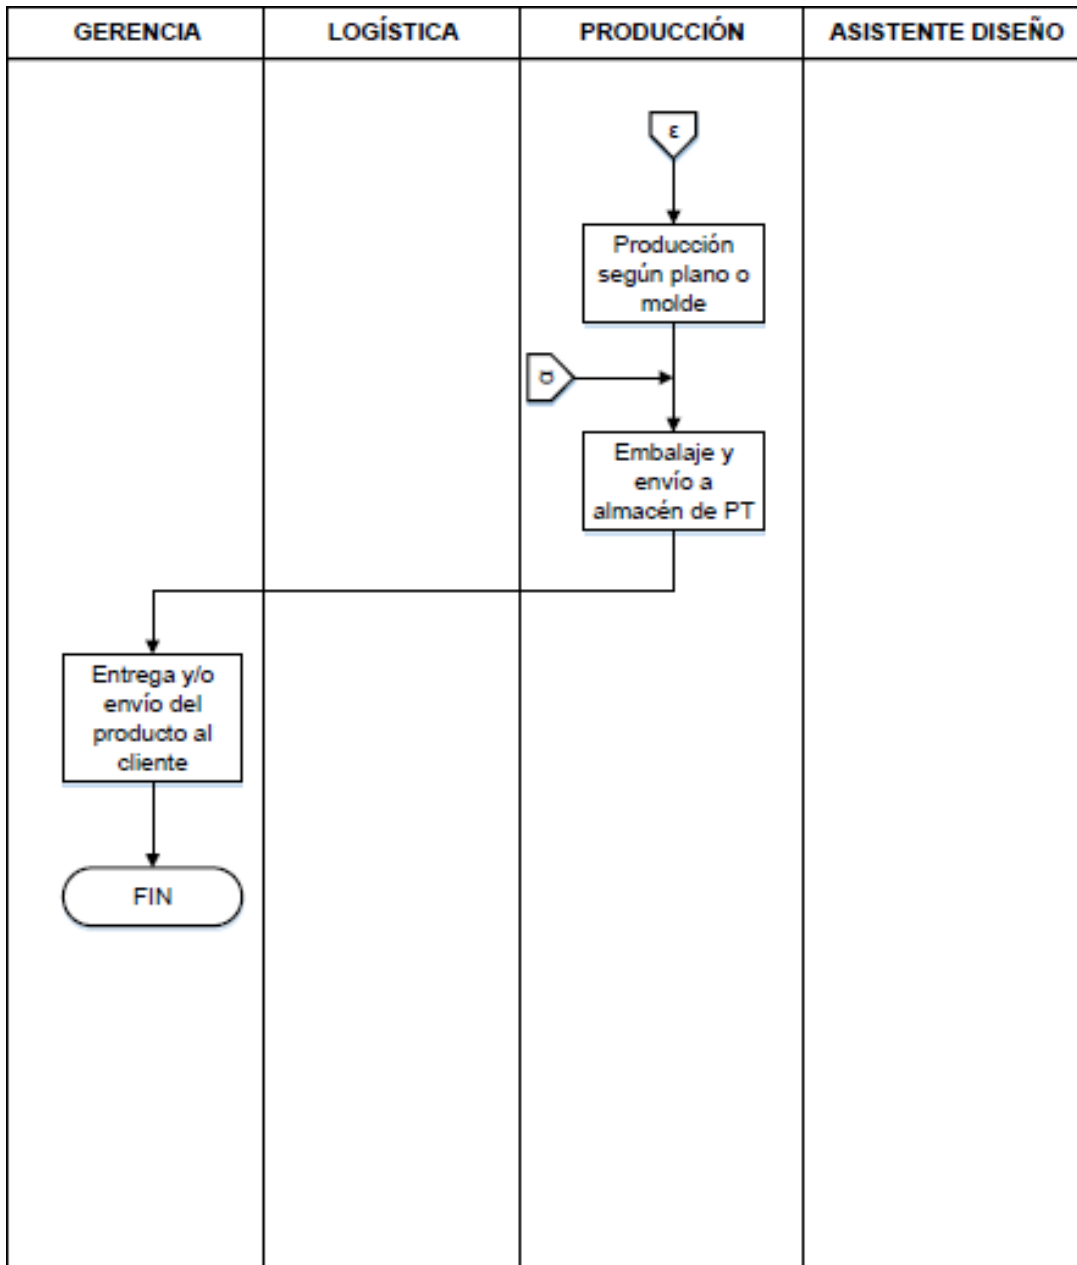 GERENCIA
LOGÍSTICA
PRODUCCIÓN
ASISTENTE DISEÑO
ε
Producción
según plano o
molde
Embalaje y
envío a
almacén de PT
Entrega y/o
envío del
producto al
cliente
FIN